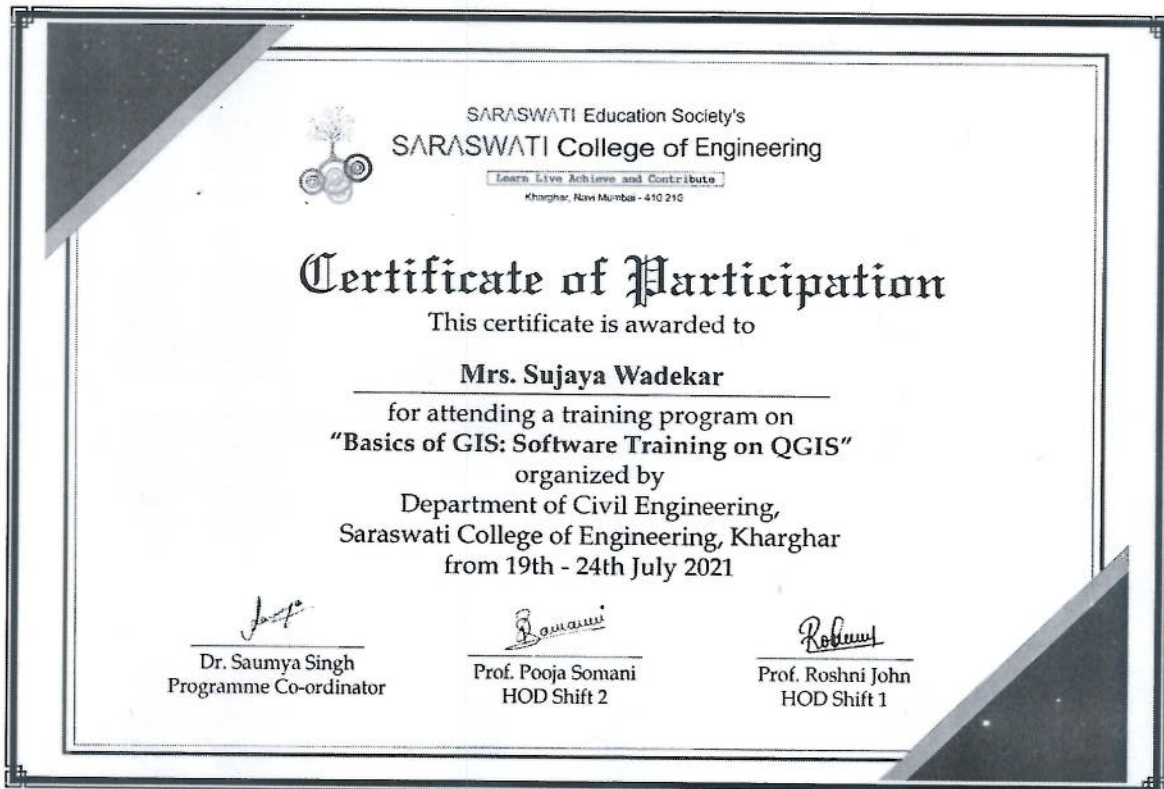 SARASWATI Education Society's
SARASWATI College of Engineering
Learn Live Achieve and Contribute
Kharghar, Navi Mumbai - 410 210
Certificate of Participation
This certificate is awarded to
Mrs. Sujaya Wadekar
for attending a training program on
"Basics of GIS: Software Training on QGIS"
organized by
Department of Civil Engineering,
Saraswati College of Engineering, Kharghar
from 19th - 24th July 2021
Dr. Saumya Singh
Programme Co-ordinator
Prof. Pooja Somani
HOD Shift 2
Prof. Roshni John
HOD Shift 1